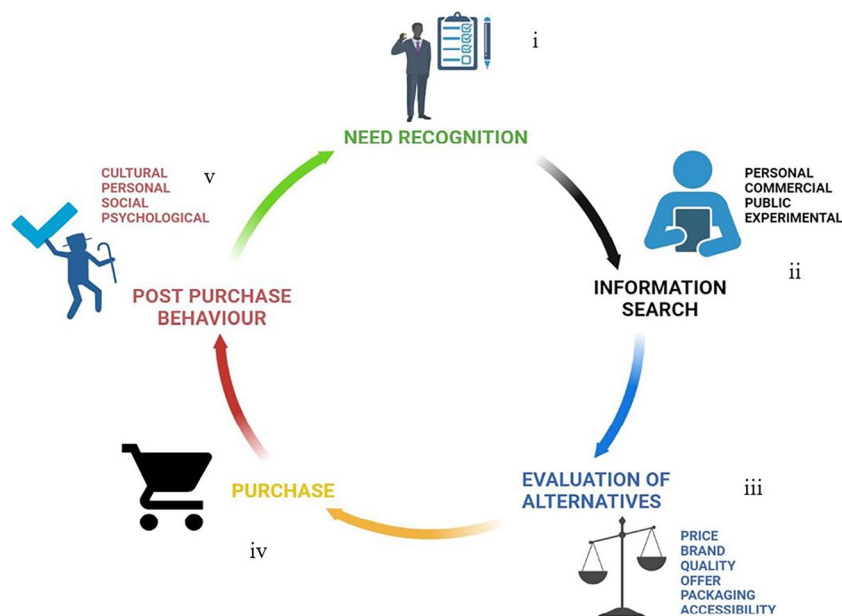 i
NEED RECOGNITION
PERSONAL
COMMERCIAL
PUBLIC
EXPERIMENTAL
ii
INFORMATION
SEARCH
iii
EVALUATION OF
ALTERNATIVES
PRICE
BRAND
QUALITY
OFFER
PACKAGING
ACCESSIBILITY
PURCHASE
iv
v
CULTURAL
PERSONAL
SOCIAL
PSYCHOLOGICAL
POST PURCHASE
BEHAVIOUR